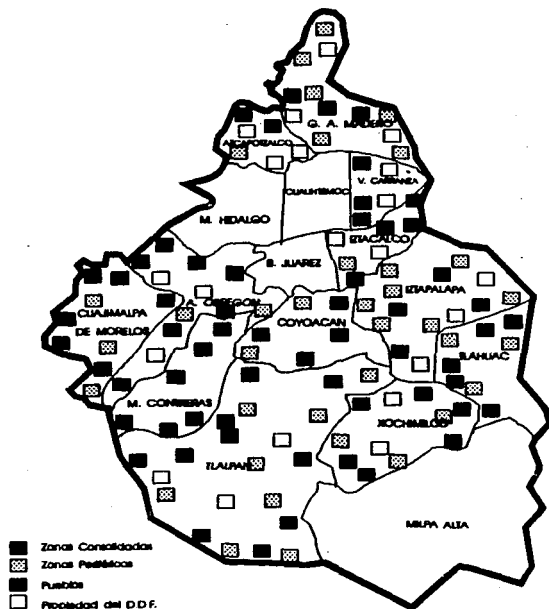 G. A. MADERO
AZCAPOTZALCO
CUAUHTEMOC
V. CARRANZA
M. HIDALGO
IZTACALCO
B. JUAREZ
IZTAPALAPA
CUAJIMALPA
DE MORELOS
A. OBREGON
COYOACAN
TLAHUAC
M. CONTRERAS
XOCHIMILCO
TLALPAN
MILPA ALTA
Zonas Consolidadas
Zonas Periféricas
Pueblos
Propiedad del D.D.F.